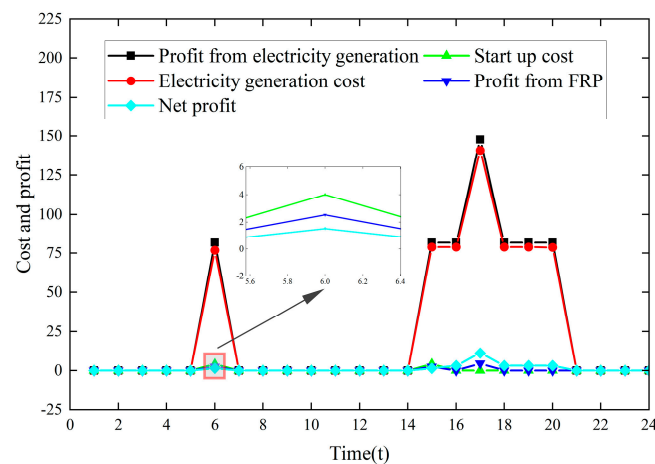 225
200
175
150
125
100
75
50
25
0
-25
Cost and profit
Profit from electricity generation
Start up cost
Electricity generation cost
Profit from FRP
Net profit
6
4
2
0
-2
5.6 5.8 6.0 6.2 6.4
0 2 4 6 8 10 12 14 16 18 20 22 24
Time(t)